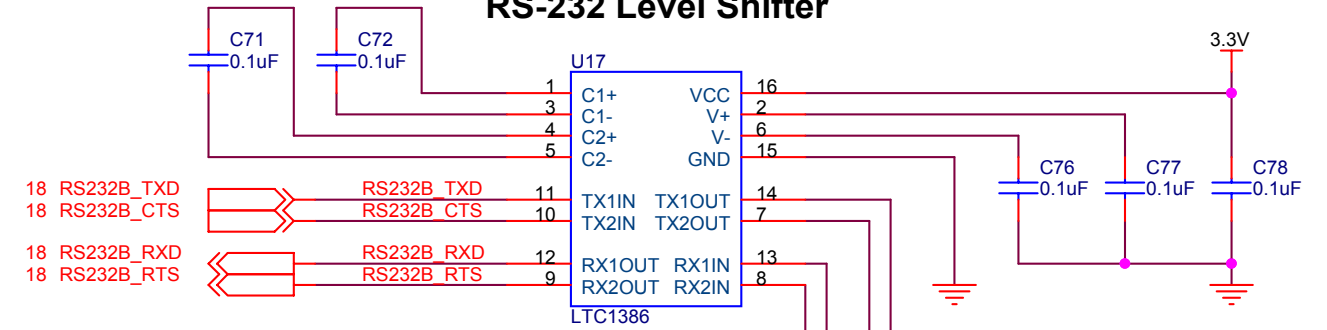 RS-232 Level Shifter
C71
0.1uF
C72
0.1uF
U17
3.3V
1 C1+ VCC 16
3 C1- V+ 2
4 C2+ V- 6
5 C2- GND 15
C76
0.1uF
C77
0.1uF
C78
0.1uF
18 RS232B_TXD RS232B_TXD 11 TX1IN TX1OUT 14
18 RS232B_CTS RS232B_CTS 10 TX2IN TX2OUT 7
18 RS232B_RXD RS232B_RXD 12 RX1OUT RX1IN 13
18 RS232B_RTS RS232B_RTS 9 RX2OUT RX2IN 8
LTC1386